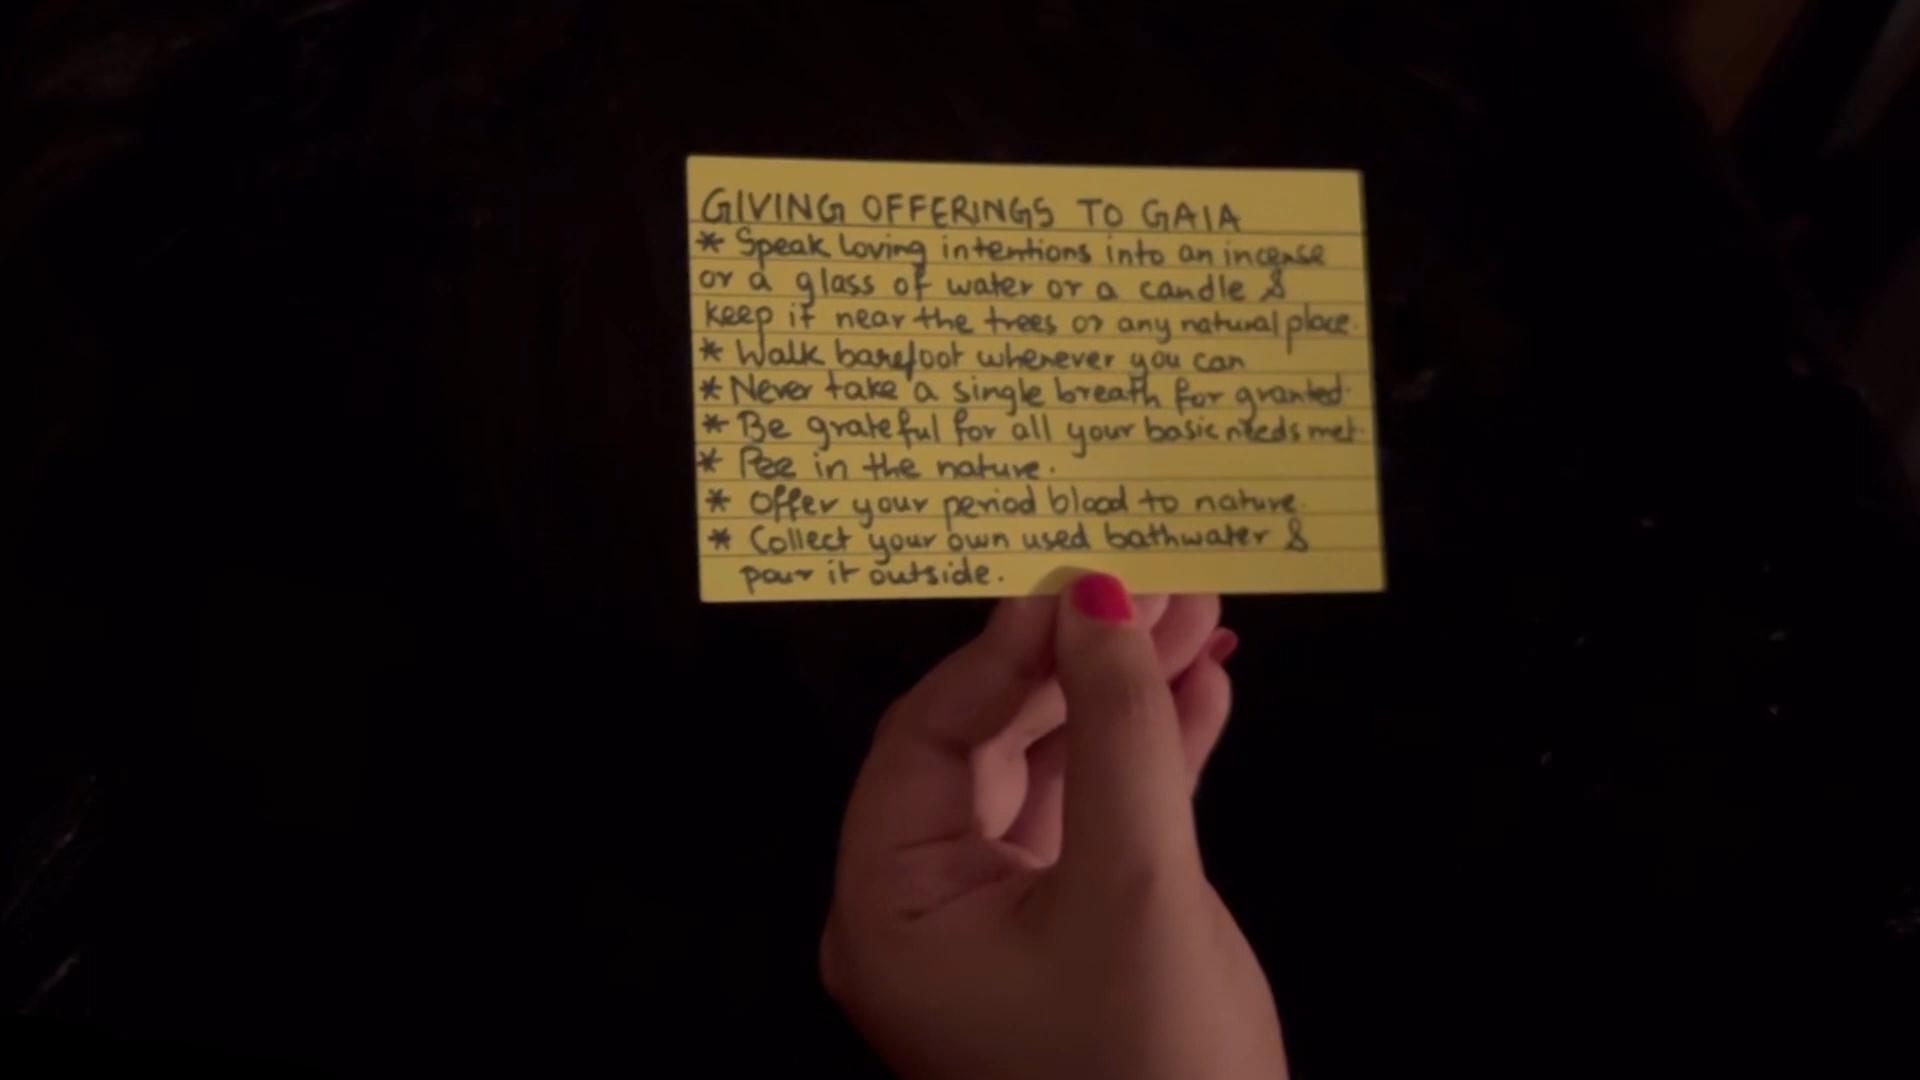 GIVING OFFERINGS TO GAIA
* Speak loving intentions into an incense
or a glass of water or a candle &
keep it near the trees or any natural place.
* Walk barefoot wherever you can
* Never take a single breath for granted.
* Be grateful for all your basic needs met.
* Pee in the nature.
* Offer your period blood to nature.
* Collect your own used bathwater &
pour it outside.